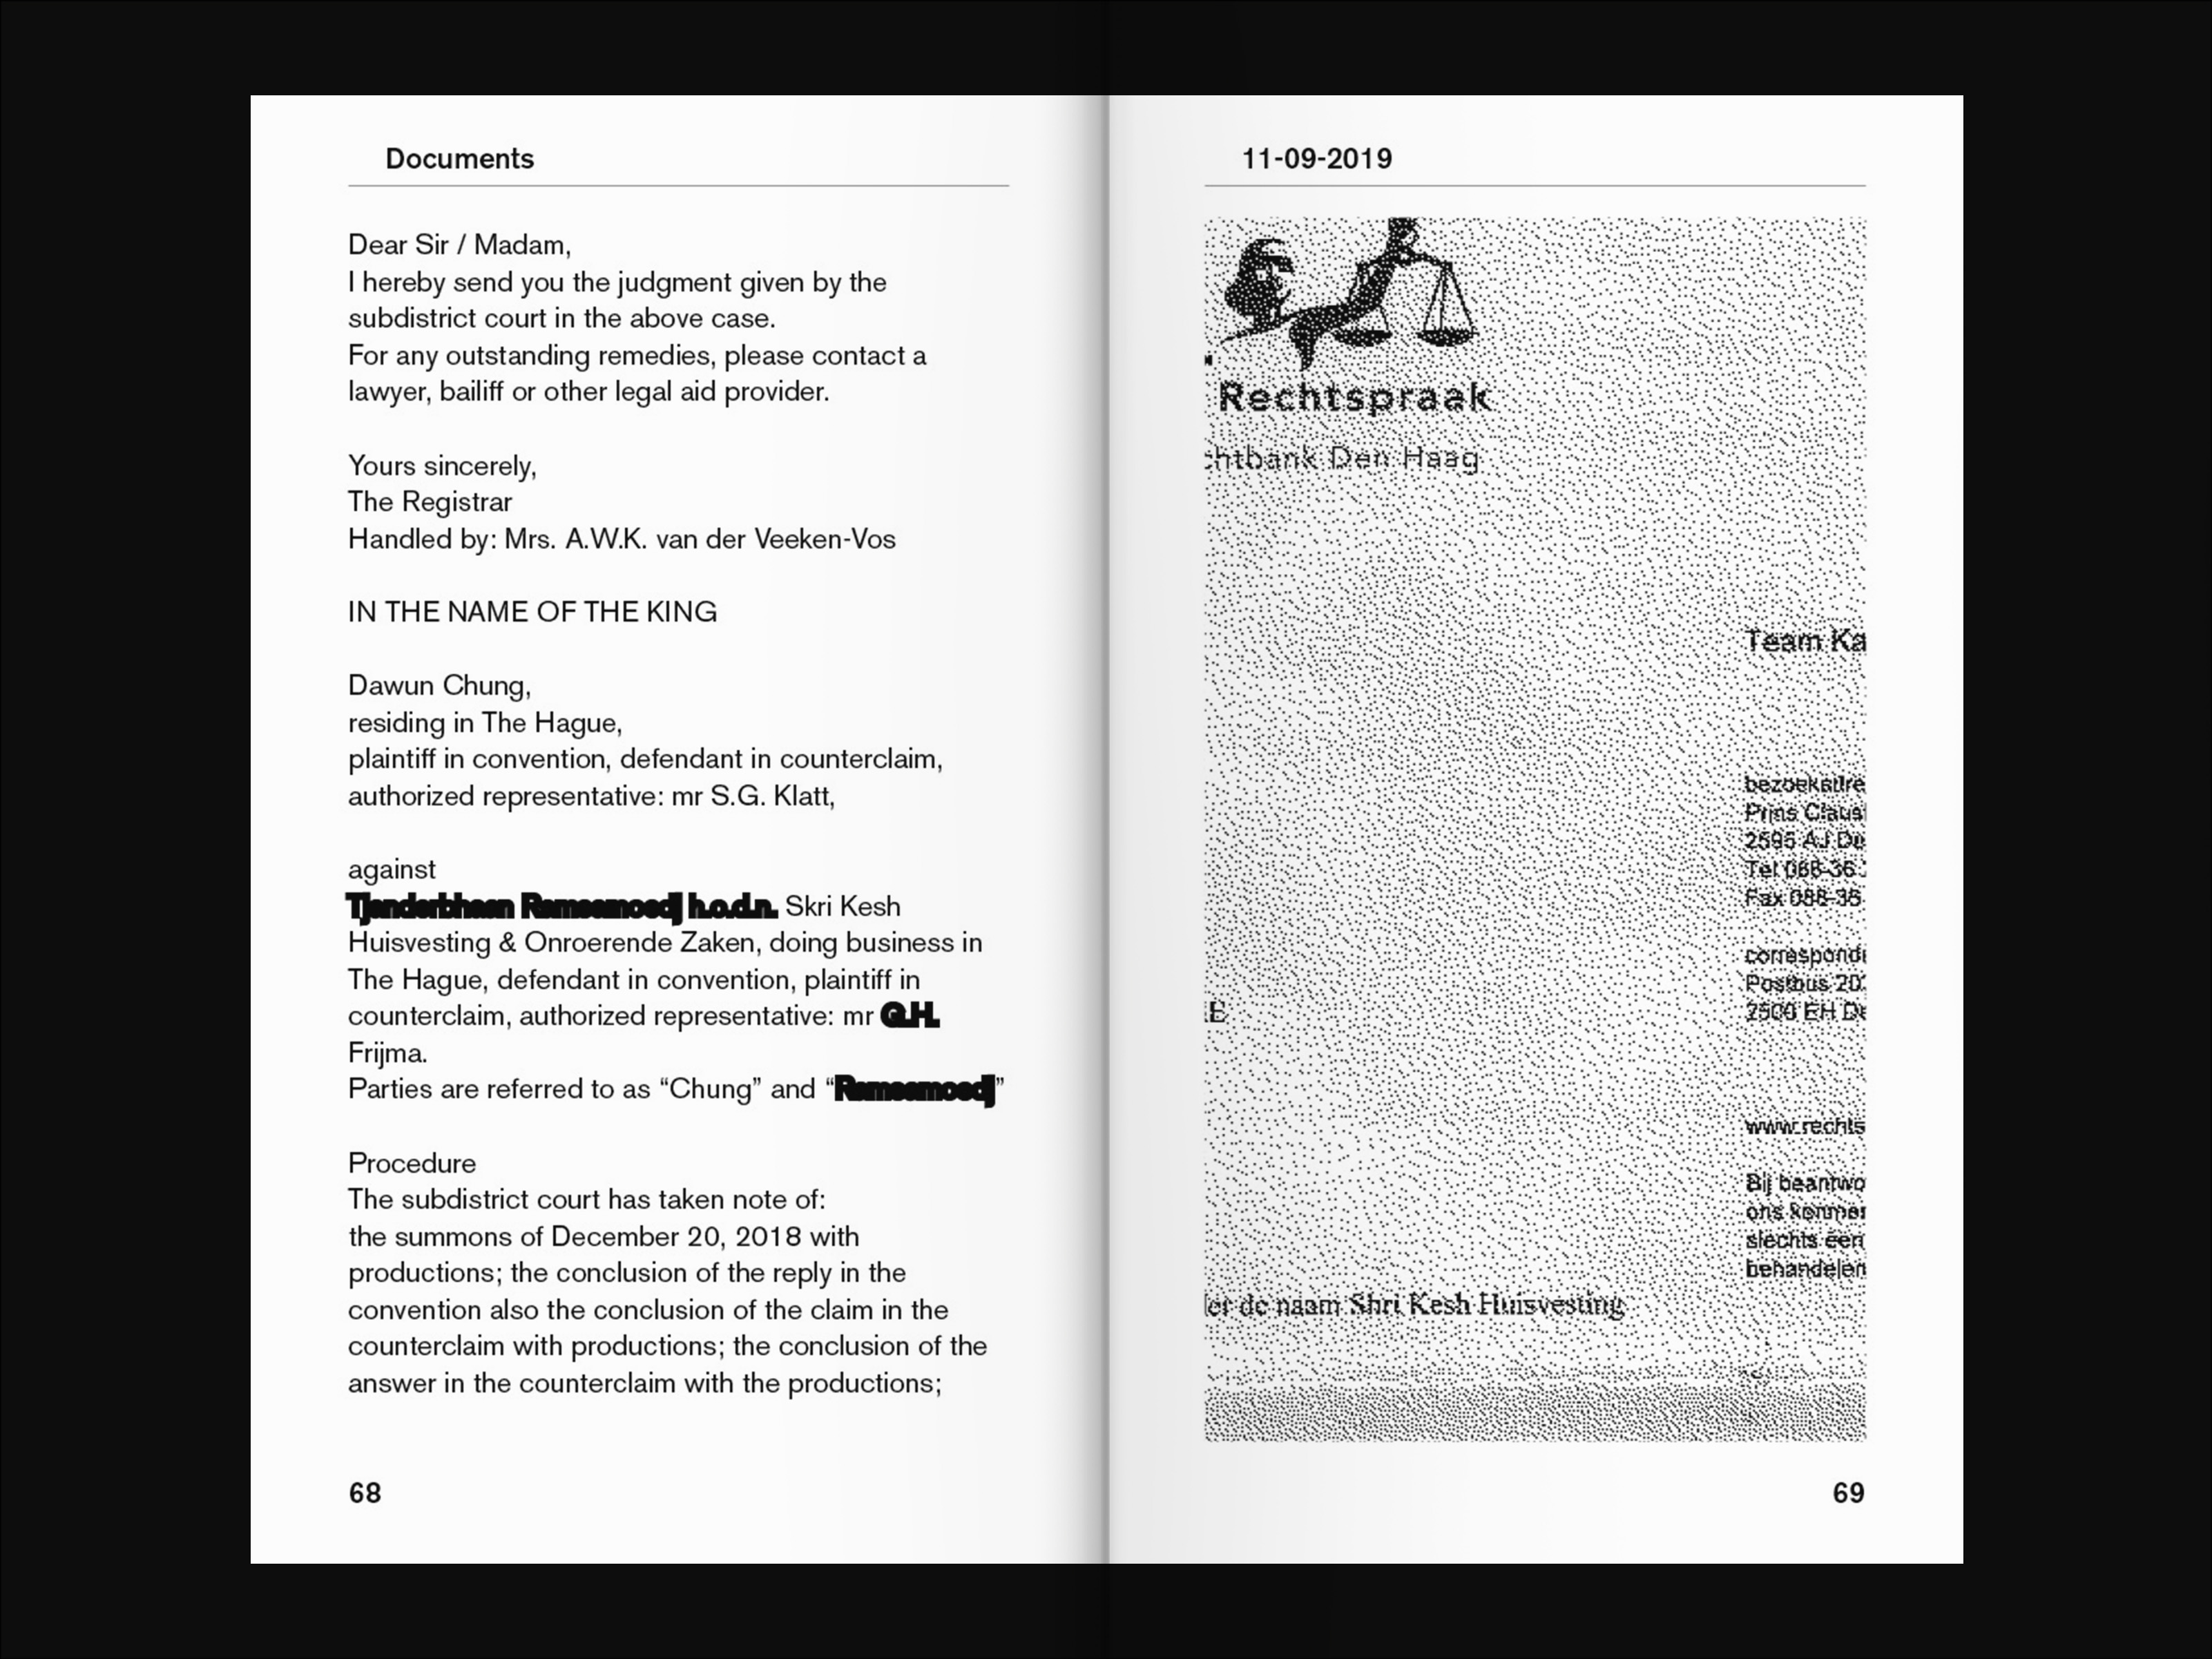 Documents
Dear Sir / Madam,
I hereby send you the judgment given by the
subdistrict court in the above case.
For any outstanding remedies, please contact a
lawyer, bailiff or other legal aid provider.
Yours sincerely,
The Registrar
Handled by: Mrs. A.W.K. van der Veeken-Vos
IN THE NAME OF THE KING
Dawun Chung,
residing in The Hague,
plaintiff in convention, defendant in counterclaim,
authorized representative: mr S.G. Klatt,
against
h.o.d.n. Skri Kesh
Huisvesting & Onroerende Zaken, doing business in
The Hague, defendant in convention, plaintiff in
counterclaim, authorized representative: mr
Frijma.
Parties are referred to as “Chung” and “”
Procedure
The subdistrict court has taken note of:
the summons of December 20, 2018 with
productions; the conclusion of the reply in the
convention also the conclusion of the claim in the
counterclaim with productions; the conclusion of the
answer in the counterclaim with the productions;
68
11-09-2019
Rechtspraak
chtbank Den Haag
Team Ka
bezoekadre
Prins Claus
2595 AJ De
Tel 088-36
Fax 088-36
corresponde
Postbus 20
2500 EH De
E
www.rechts
Bij beantwo
ons kenmer
slechts één
behandelen
er de naam Shri Kesh Huisvesting
69